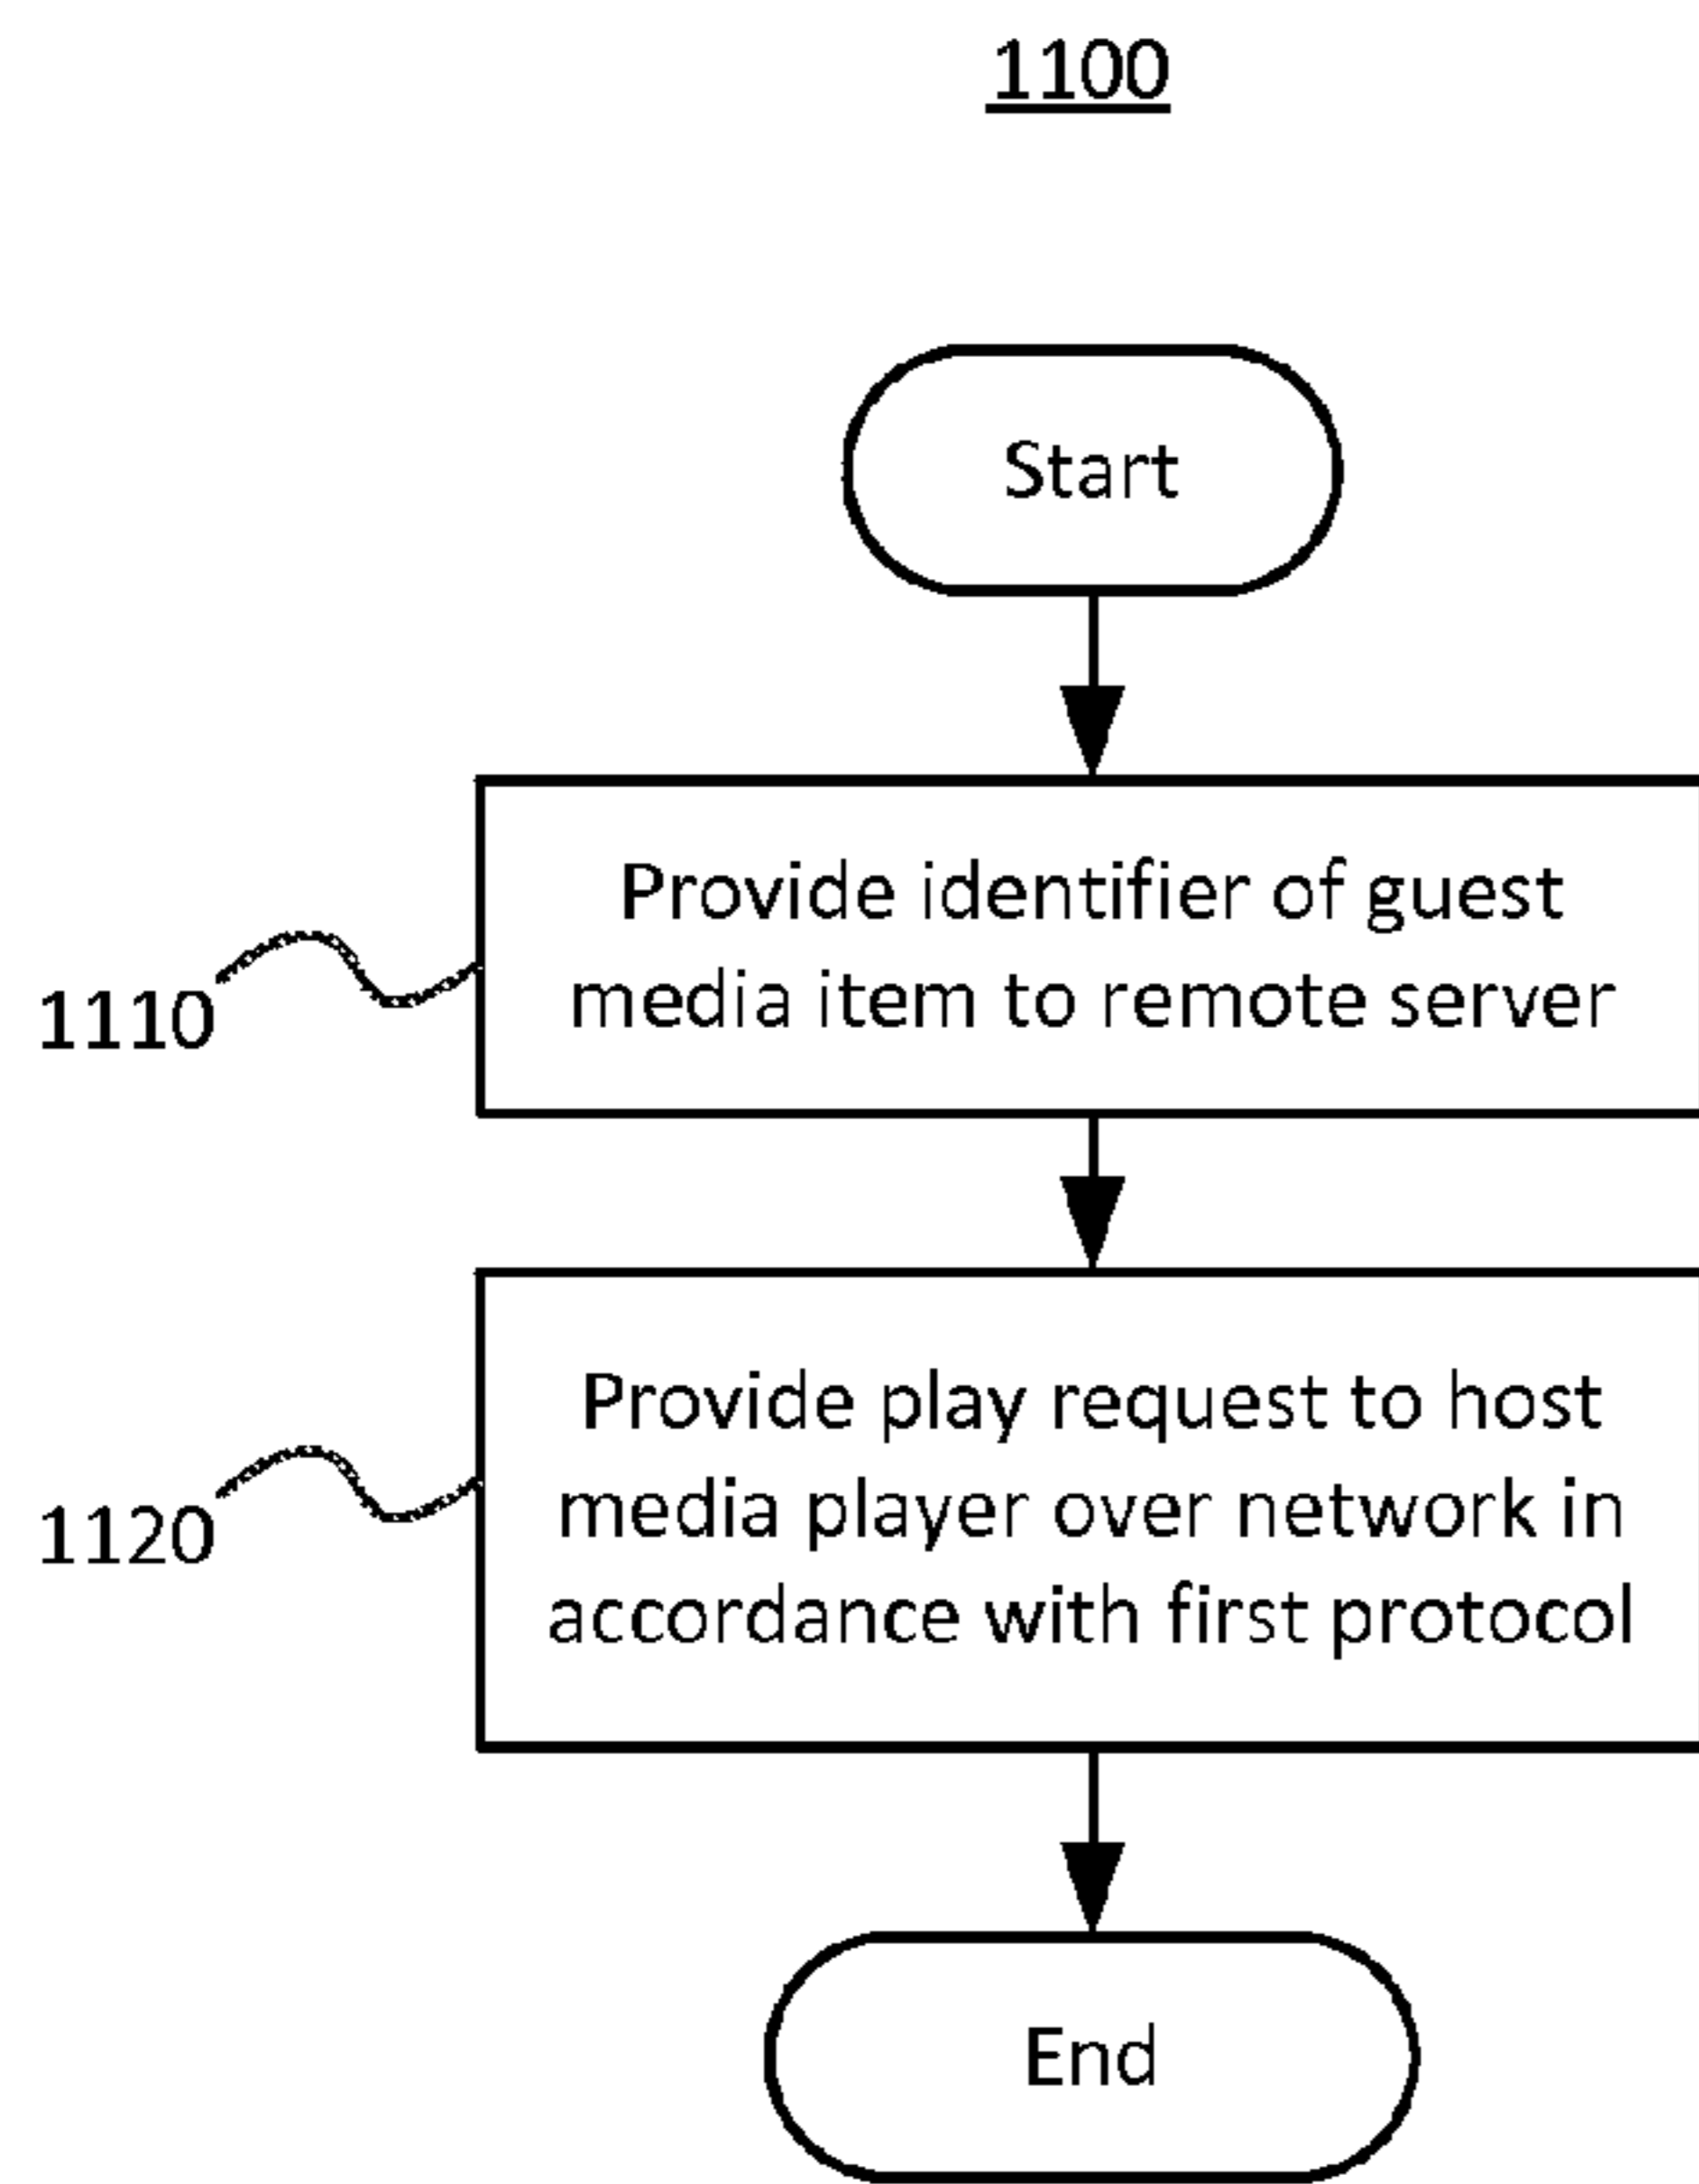 1100
Start
Provide identifier of guest
media item to remote server
1110
Provide play request to host
media player over network in
accordance with first protocol
1120
End